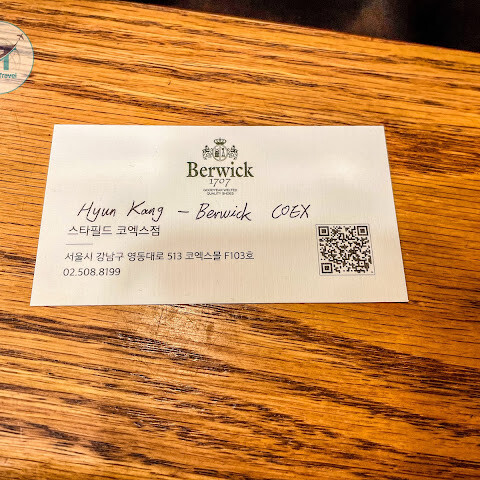 Travel
Berwick
1707
GOODYEAR WELTED
QUALITY SHOES
Hyun Kang - Berwick COEX
스타필드 코엑스점
서울시 강남구 영동대로 513 코엑스몰 F103호
02.508.8199